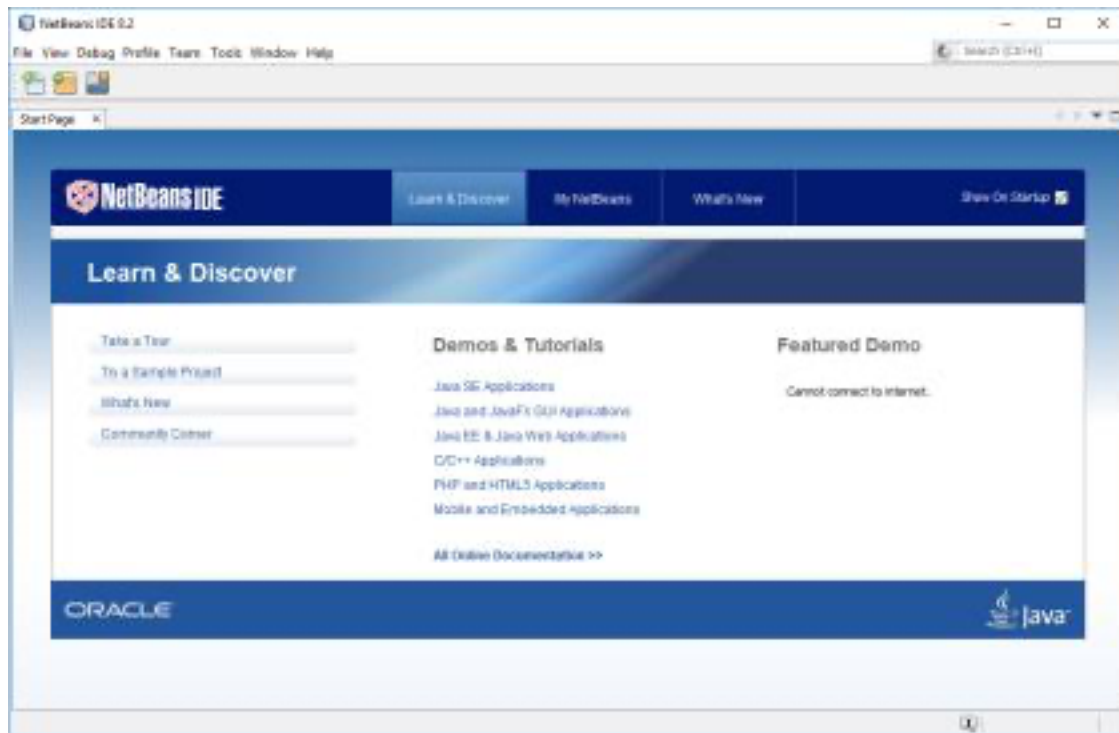 NetBeans IDE 8.2
File View Debug Profile Team Tools Window Help
Search (Ctrl+I)
Start Page
NetBeans IDE
Learn & Discover
My NetBeans
What's New
Show On Startup
Learn & Discover
Take a Tour
Try a Sample Project
What's New
Community Corner
Demos & Tutorials
Java SE Applications
Java and JavaFX GUI Applications
Java EE & Java Web Applications
C/C++ Applications
PHP and HTML5 Applications
Mobile and Embedded Applications
All Online Documentation >>
Featured Demo
Cannot connect to internet.
ORACLE
Java